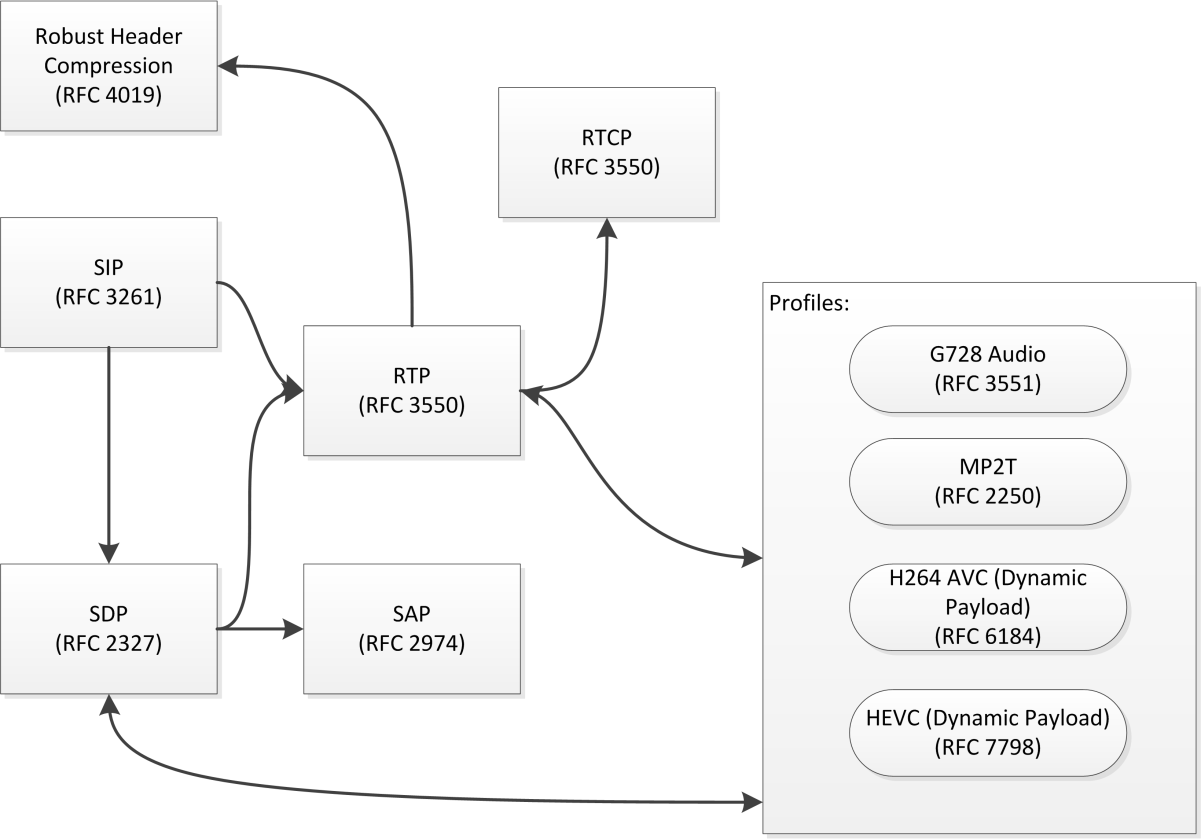 Robust Header
Compression
(RFC 4019)
RTCP
(RFC 3550)
SIP
(RFC 3261)
RTP
(RFC 3550)
SDP
(RFC 2327)
SAP
(RFC 2974)
Profiles:
G728 Audio
(RFC 3551)
MP2T
(RFC 2250)
H264 AVC (Dynamic
Payload)
(RFC 6184)
HEVC (Dynamic Payload)
(RFC 7798)